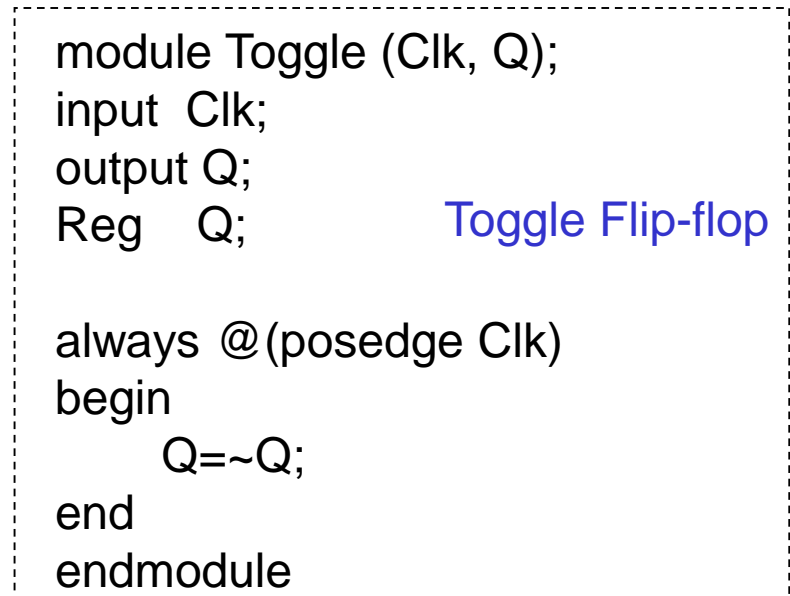 module Toggle (Clk, Q);
input Clk;
output Q;
Reg Q; Toggle Flip-flop
always @(posedge Clk)
begin
Q=~Q;
end
endmodule